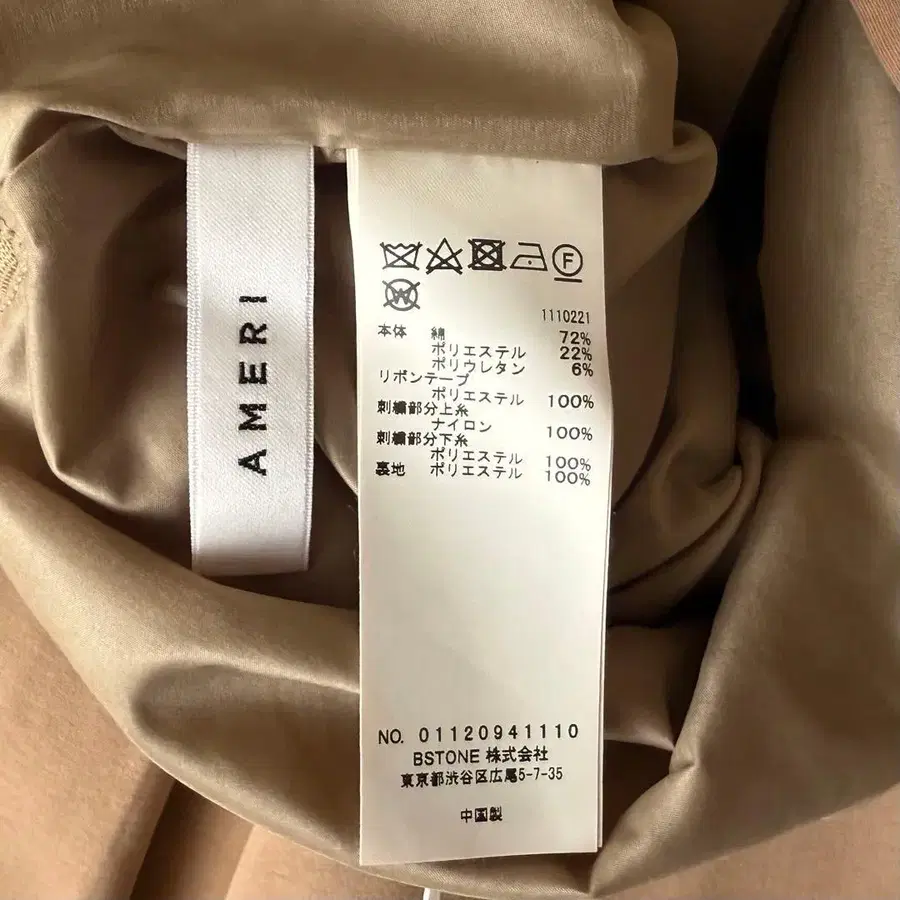 AMERI
F
W
1110221
本体 綿 72%
ポリエステル 22%
ポリウレタン 6%
リボンテープ
ポリエステル 100%
刺繍部分上糸
ナイロン 100%
刺繍部分下糸
ポリエステル 100%
裏地 ポリエステル 100%
NO. 01120941110
BSTONE 株式会社
東京都渋谷区広尾5-7-35
中国製